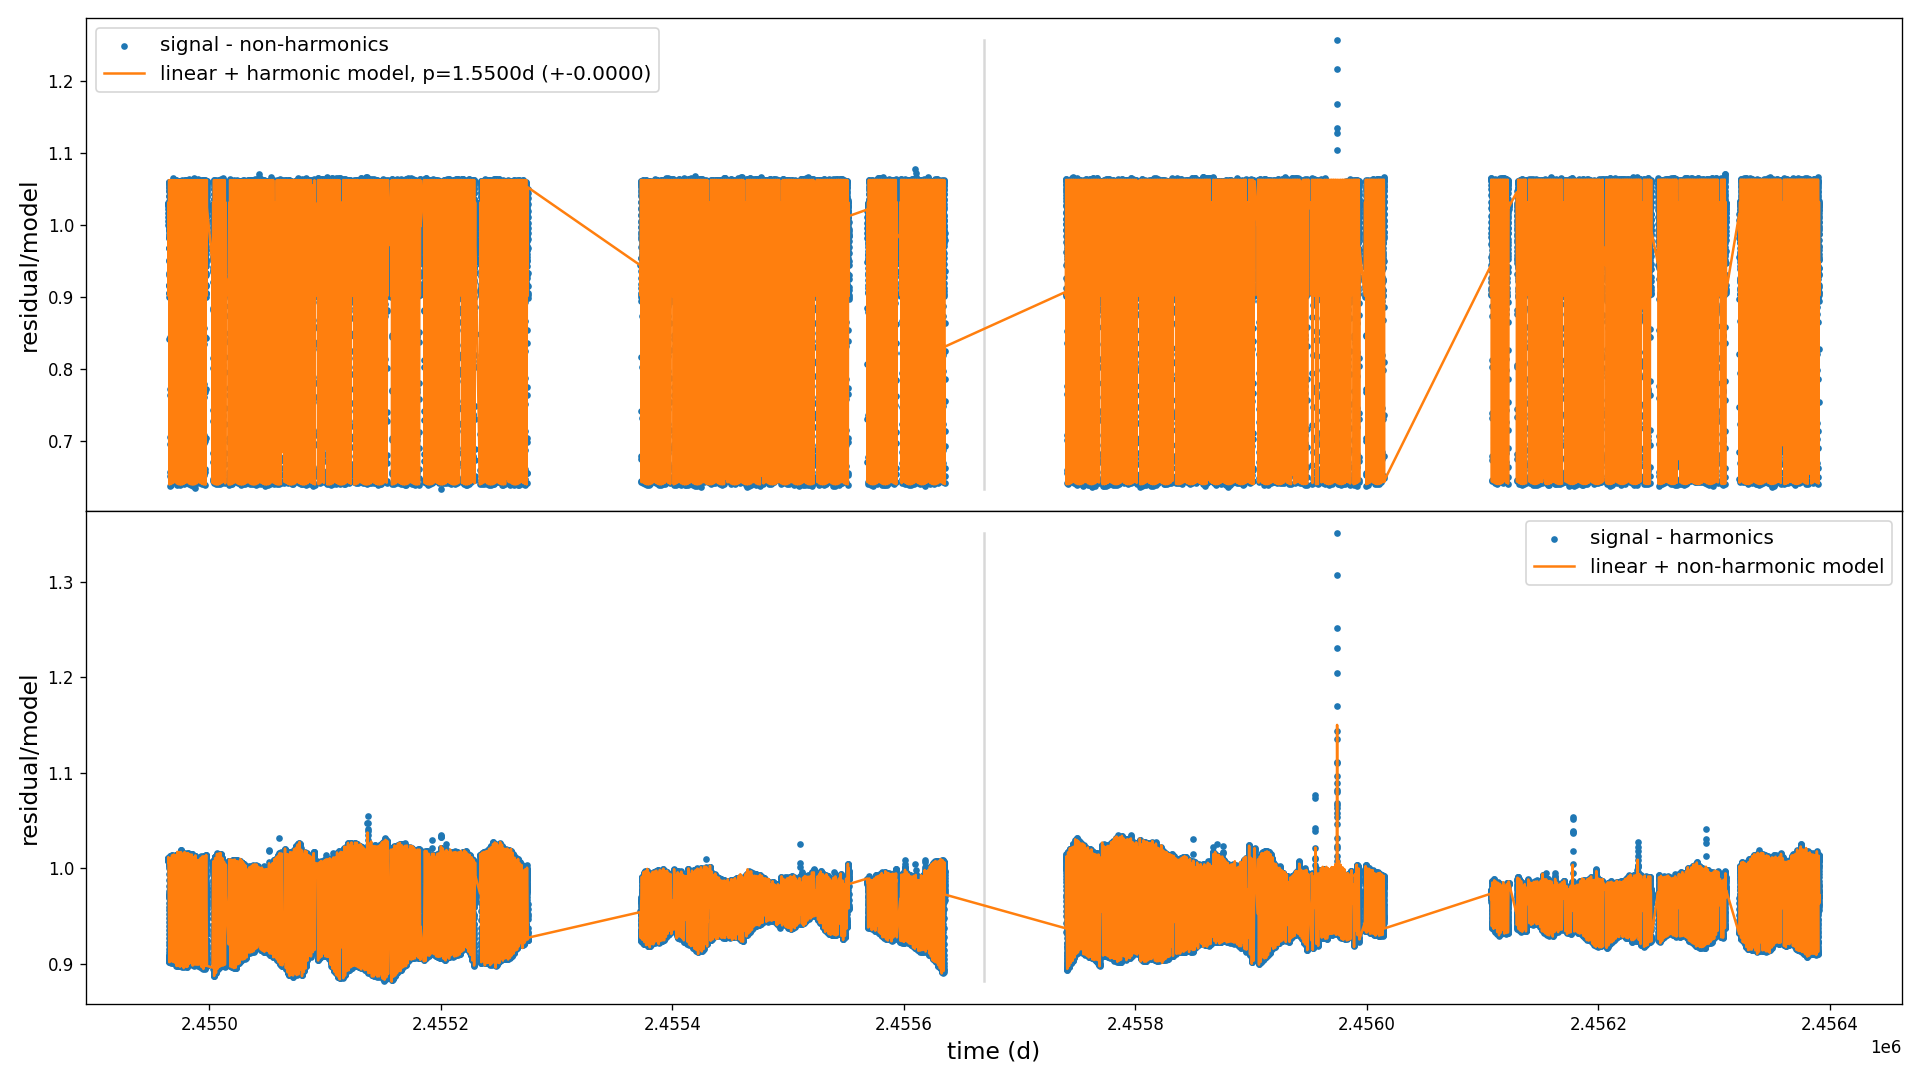 signal - non-harmonics
linear + harmonic model, p=1.5500d (+-0.0000)
residual/model
1.2
1.1
1.0
0.9
0.8
0.7
signal - harmonics
linear + non-harmonic model
residual/model
1.3
1.2
1.1
1.0
0.9
2.4550 2.4552 2.4554 2.4556 2.4558 2.4560 2.4562 2.4564
time (d)
1e6